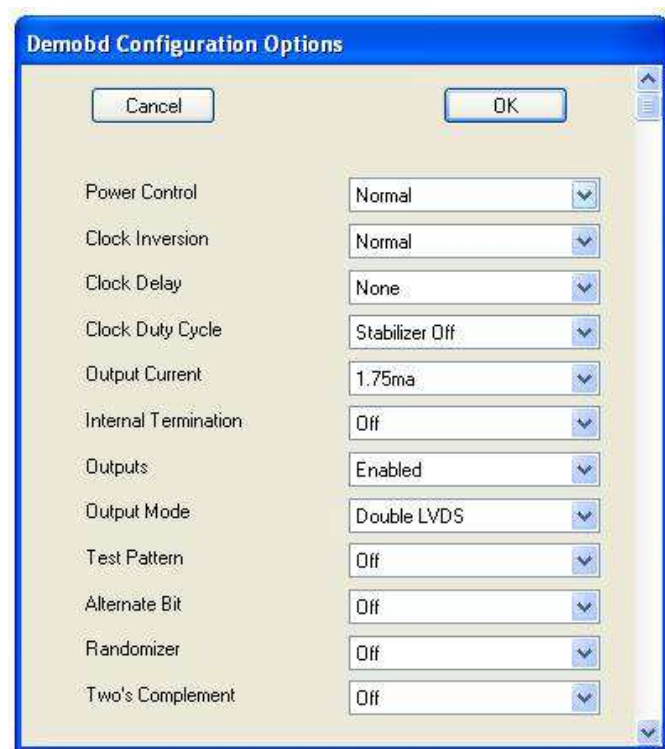 Demobd Configuration Options
Cancel OK
Power Control Normal
Clock Inversion Normal
Clock Delay None
Clock Duty Cycle Stabilizer Off
Output Current 1.75ma
Internal Termination Off
Outputs Enabled
Output Mode Double LVDS
Test Pattern Off
Alternate Bit Off
Randomizer Off
Two's Complement Off